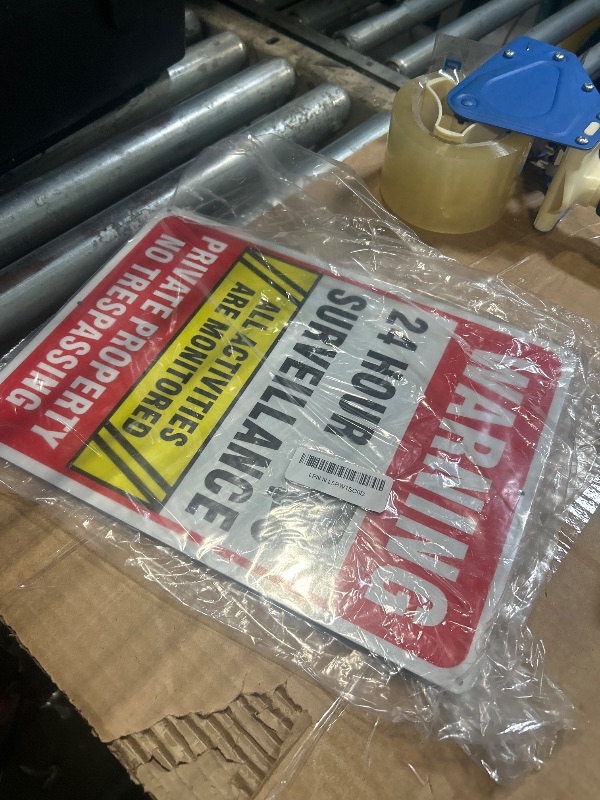 WARNING
24 HOUR
SURVEILLANCE
ALL ACTIVITIES
ARE MONITORED
PRIVATE PROPERTY
NO TRESPASSING